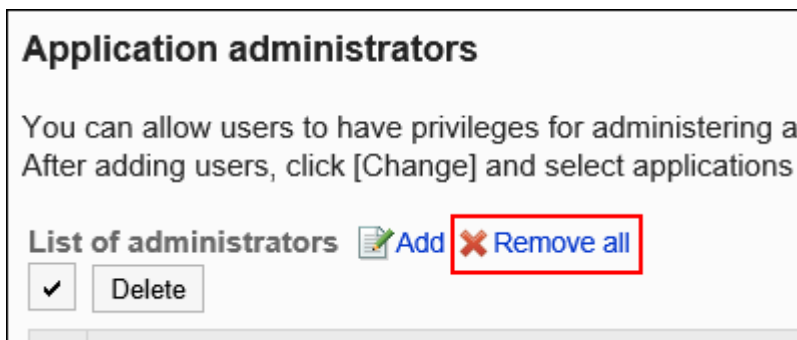 Application administrators
You can allow users to have privileges for administering a
After adding users, click [Change] and select applications
List of administrators Add Remove all
Delete